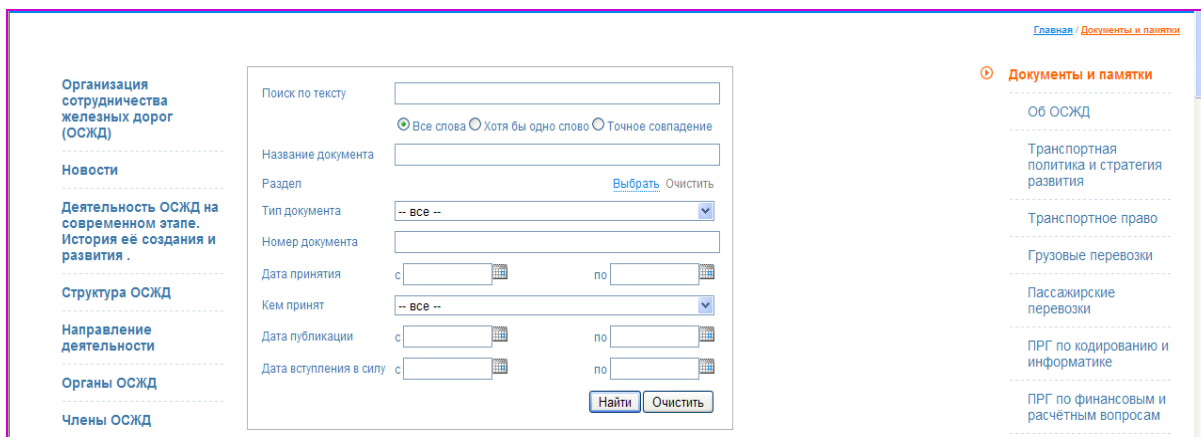 Главная / Документы и памятки
Организация
сотрудничества
железных дорог
(ОСЖД)
Новости
Деятельность ОСЖД на
современном этапе.
История её создания и
развития .
Структура ОСЖД
Направление
деятельности
Органы ОСЖД
Члены ОСЖД
Поиск по тексту
Все слова Хотя бы одно слово Точное совпадение
Название документа
Раздел Выбрать Очистить
Тип документа -- все --
Номер документа
Дата принятия с по
Кем принят -- все --
Дата публикации с по
Дата вступления в силу с по
Найти Очистить
Документы и памятки
Об ОСЖД
Транспортная
политика и стратегия
развития
Транспортное право
Грузовые перевозки
Пассажирские
перевозки
ПРГ по кодированию и
информатике
ПРГ по финансовым и
расчётным вопросам